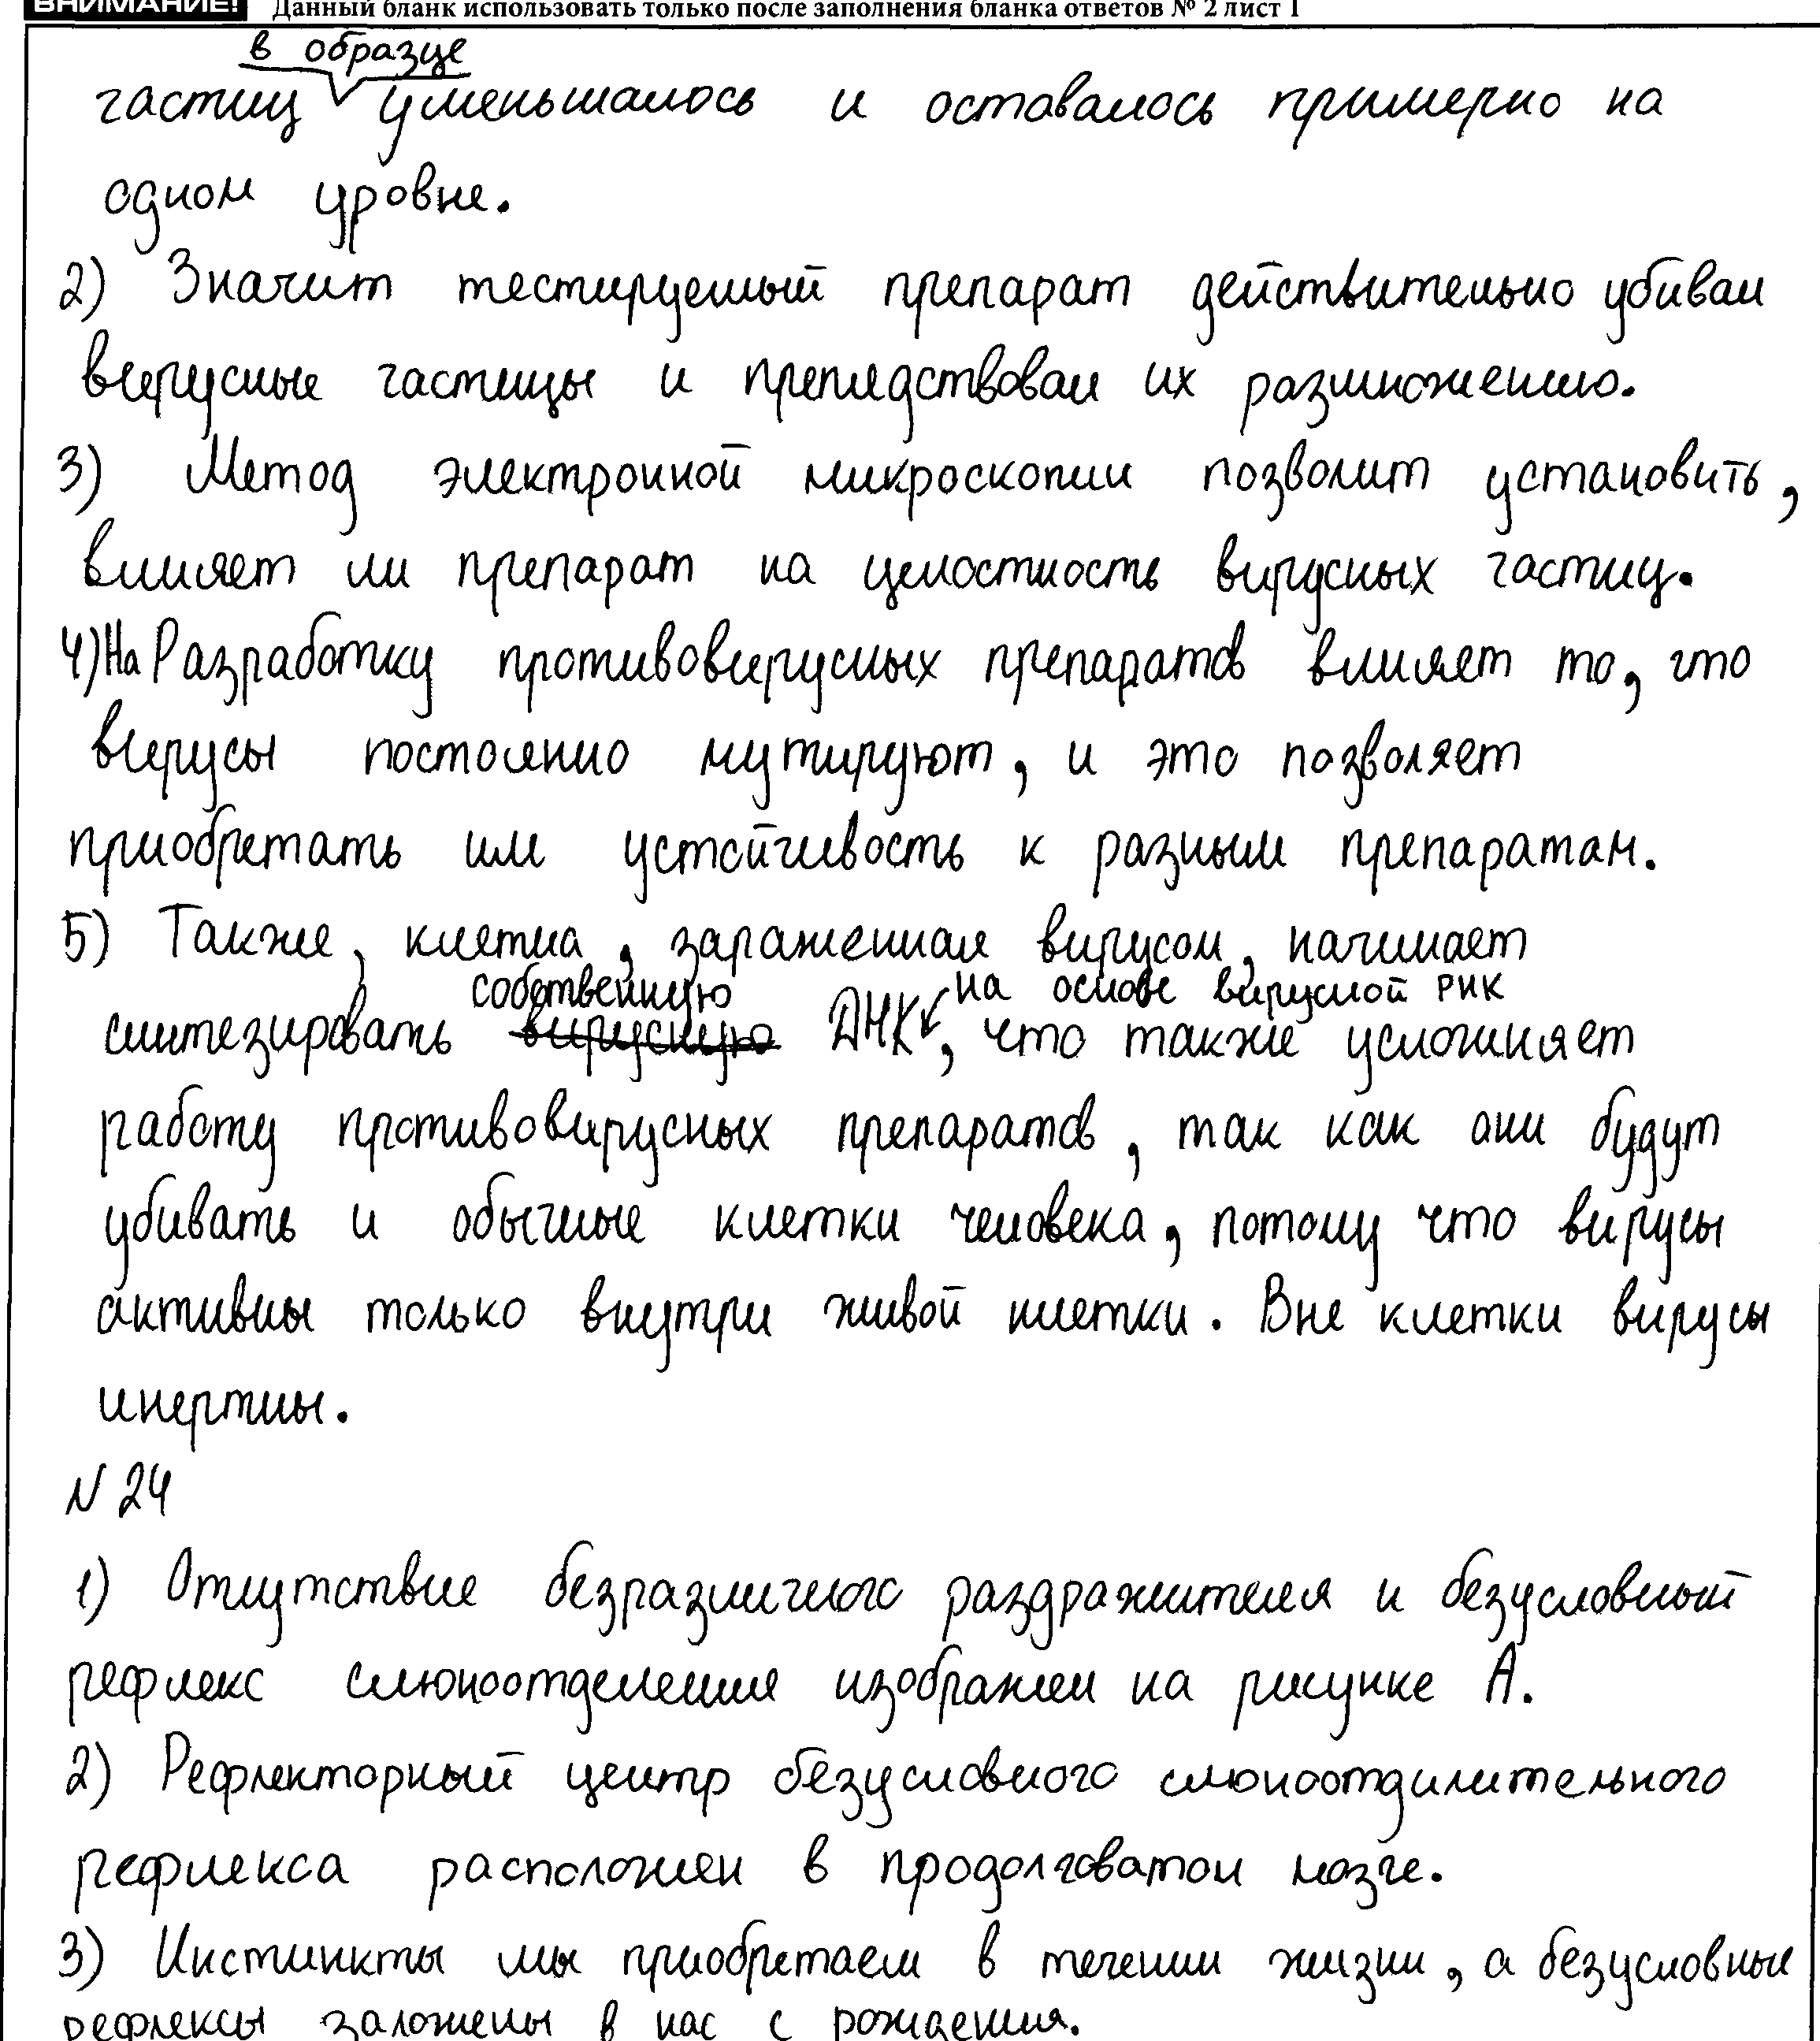 ВНИМАНИЕ! Данный бланк использовать только после заполнения бланка ответов № 2 лист 1
в образце
частиц уменьшалось и оставалось примерно на
одном уровне.
2) Значит тестируемый препарат действительно убивал
вирусные частицы и препядствовал их размножению.
3) Метод электронной микроскопии позволит установить,
влияет ли препарат на целостность вирусных частиц.
4) На Разработку противовирусных препаратов влияет то, что
вирусы постоянно мутируют, и это позволяет
приобретать им устойчивость к разным препаратам.
5) Также, клетка, зараженная вирусом, начинает
собственную на основе вирусной РНК
синтезировать вирусную ДНК, что также усложняет
работу противовирусных препаратов, так как они будут
убивать и обычные клетки человека, потому что вирусы
активны только внутри живой клетки. Вне клетки вирусы
инертны.
N 24
1) Отсутствие безразличного раздражителя и безусловный
рефлекс слюноотделения изображен на рисунке А.
2) Рефлекторный центр безусловного слюноотдилительного
рефлекса расположен в продолговатом мозге.
3) Инстинкты мы приобретаем в течении жизни, а безусловные
рефлексы заложены в нас с рождения.